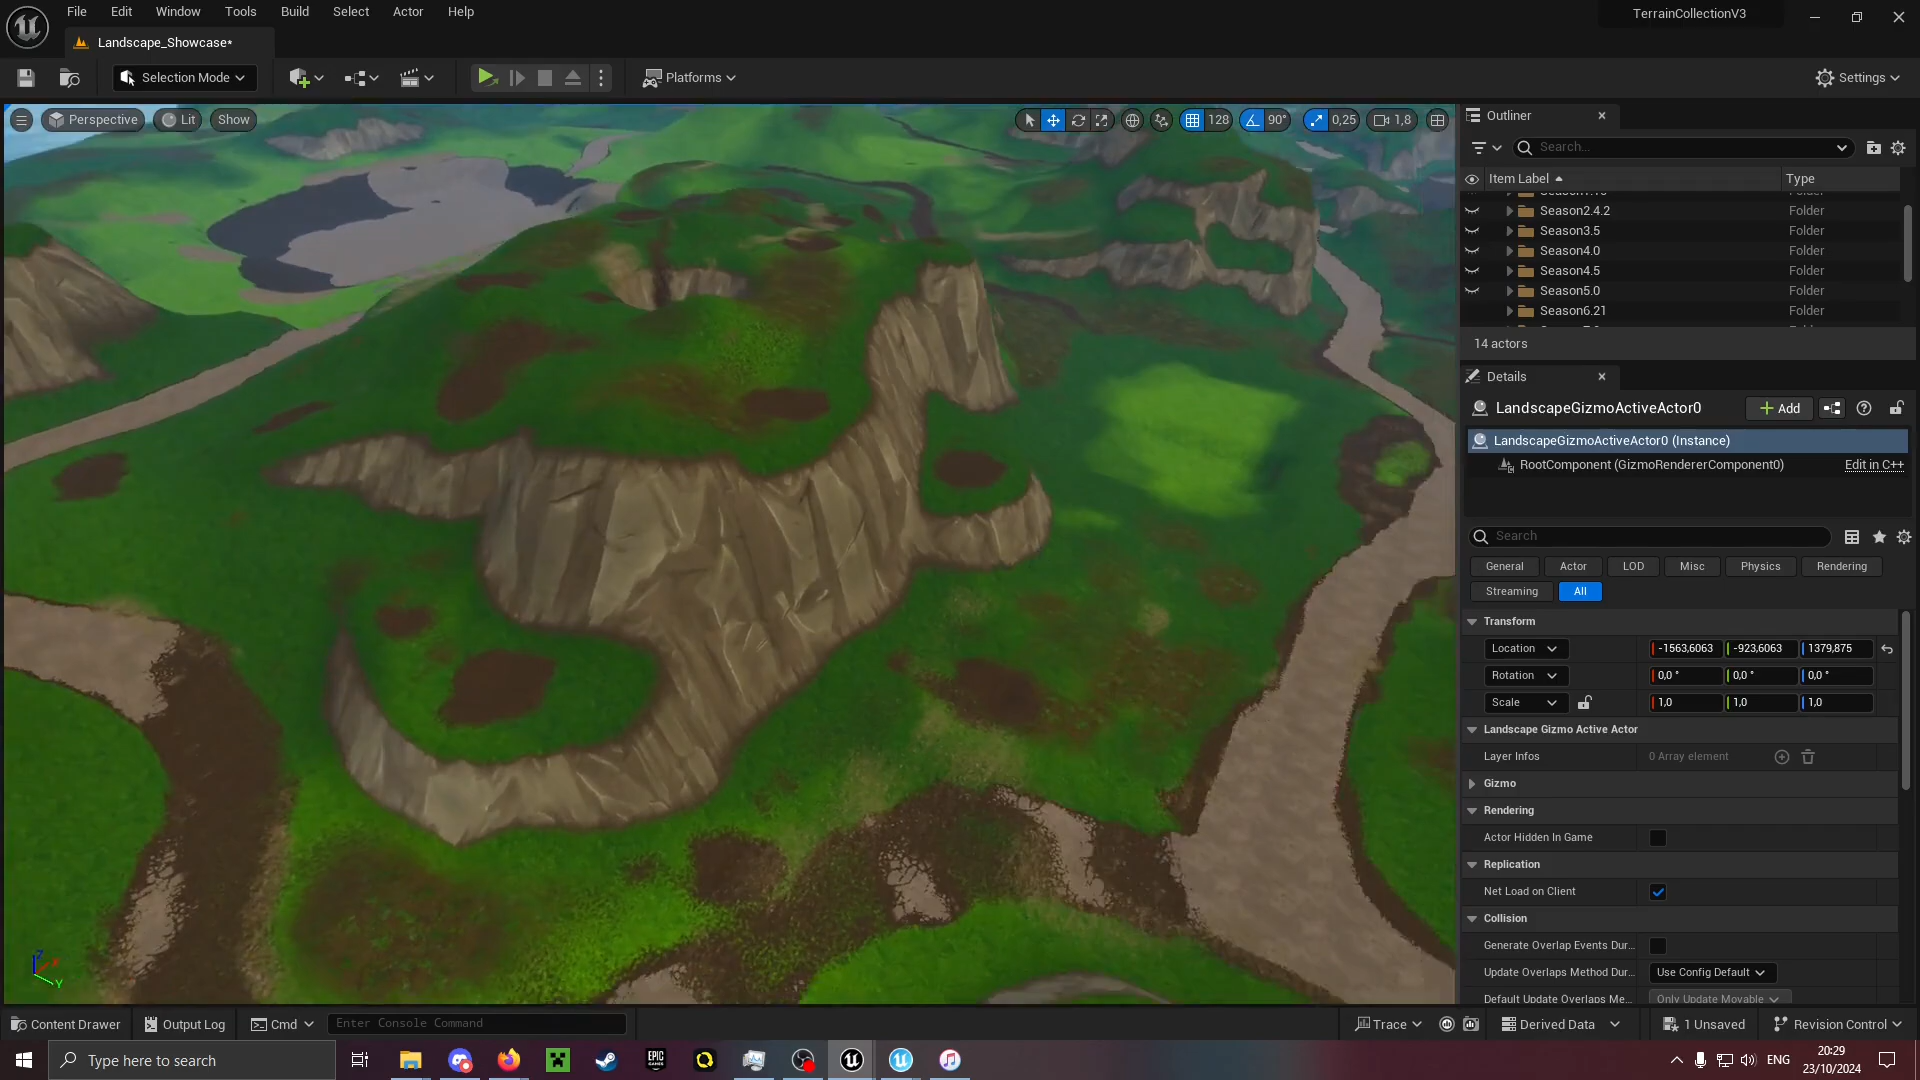 File Edit Window Tools Build Select Actor Help
TerrainCollectionV3
Landscape_Showcase*
Selection Mode
Platforms
Settings
Perspective Lit Show
128 90° 0,25 1,8
Outliner
Search...
Item Label Type
Season2.4.2 Folder
Season3.5 Folder
Season4.0 Folder
Season4.5 Folder
Season5.0 Folder
Season6.21 Folder
14 actors
Details
LandscapeGizmoActiveActor0
Add
LandscapeGizmoActiveActor0 (Instance)
RootComponent (GizmoRendererComponent0) Edit in C++
Search
General Actor LOD Misc Physics Rendering
Streaming All
Transform
Location -1563,6063 -923,6063 1379,875
Rotation 0,0 ° 0,0 ° 0,0 °
Scale 1,0 1,0 1,0
Landscape Gizmo Active Actor
Layer Infos 0 Array element
Gizmo
Rendering
Actor Hidden In Game
Replication
Net Load on Client
Collision
Generate Overlap Events Dur...
Update Overlaps Method Dur... Use Config Default
Default Update Overlaps Me... Only Update Movable
Z X Y
Content Drawer Output Log Cmd Enter Console Command
Trace Derived Data 1 Unsaved Revision Control
Type here to search
EPIC GAMES
ENG
20:29
23/10/2024